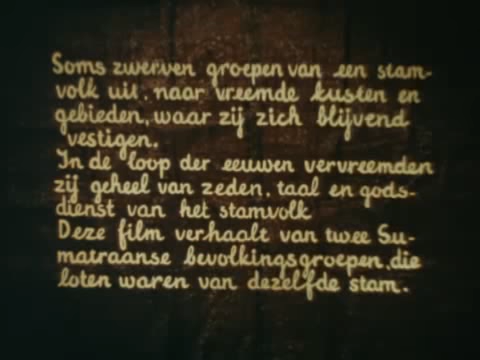 Soms zwerven groepen van een stam-
volk uit, naar vreemde kusten en
gebieden, waar zij zich blijvend
vestigen.
In de loop der eeuwen vervreemden
zij geheel van zeden, taal en gods-
dienst van het stamvolk
Deze film verhaalt van twee Su-
matraanse bevolkingsgroepen, die
loten waren van dezelfde stam.